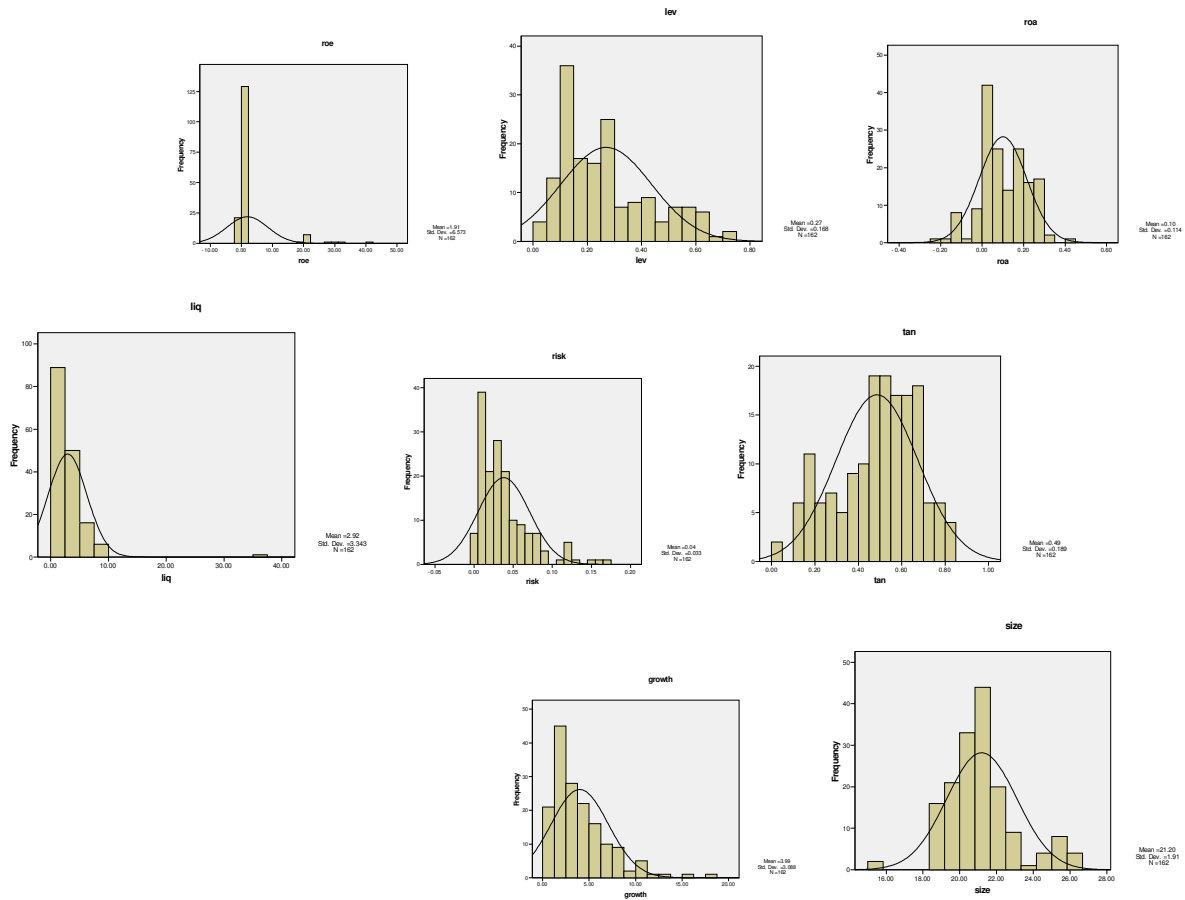 roe
125
100
75
50
25
0
Frequency
-10.00 0.00 10.00 20.00 30.00 40.00 50.00
roe
Mean =1.91
Std. Dev. =6.573
N =162
lev
40
30
20
10
0
Frequency
0.00 0.20 0.40 0.60 0.80
lev
Mean =0.27
Std. Dev. =0.168
N =162
roa
50
40
30
20
10
0
Frequency
-0.40 -0.20 0.00 0.20 0.40 0.60
roa
Mean =0.10
Std. Dev. =0.114
N =162
liq
100
80
60
40
20
0
Frequency
0.00 10.00 20.00 30.00 40.00
liq
Mean =2.92
Std. Dev. =3.343
N =162
risk
40
30
20
10
0
Frequency
-0.05 0.00 0.05 0.10 0.15 0.20
risk
Mean =0.04
Std. Dev. =0.033
N =162
tan
20
15
10
5
0
Frequency
0.00 0.20 0.40 0.60 0.80 1.00
tan
Mean =0.49
Std. Dev. =0.189
N =162
growth
50
40
30
20
10
0
Frequency
0.00 5.00 10.00 15.00 20.00
growth
Mean =3.99
Std. Dev. =3.088
N =162
size
50
40
30
20
10
0
Frequency
16.00 18.00 20.00 22.00 24.00 26.00 28.00
size
Mean =21.20
Std. Dev. =1.91
N =162